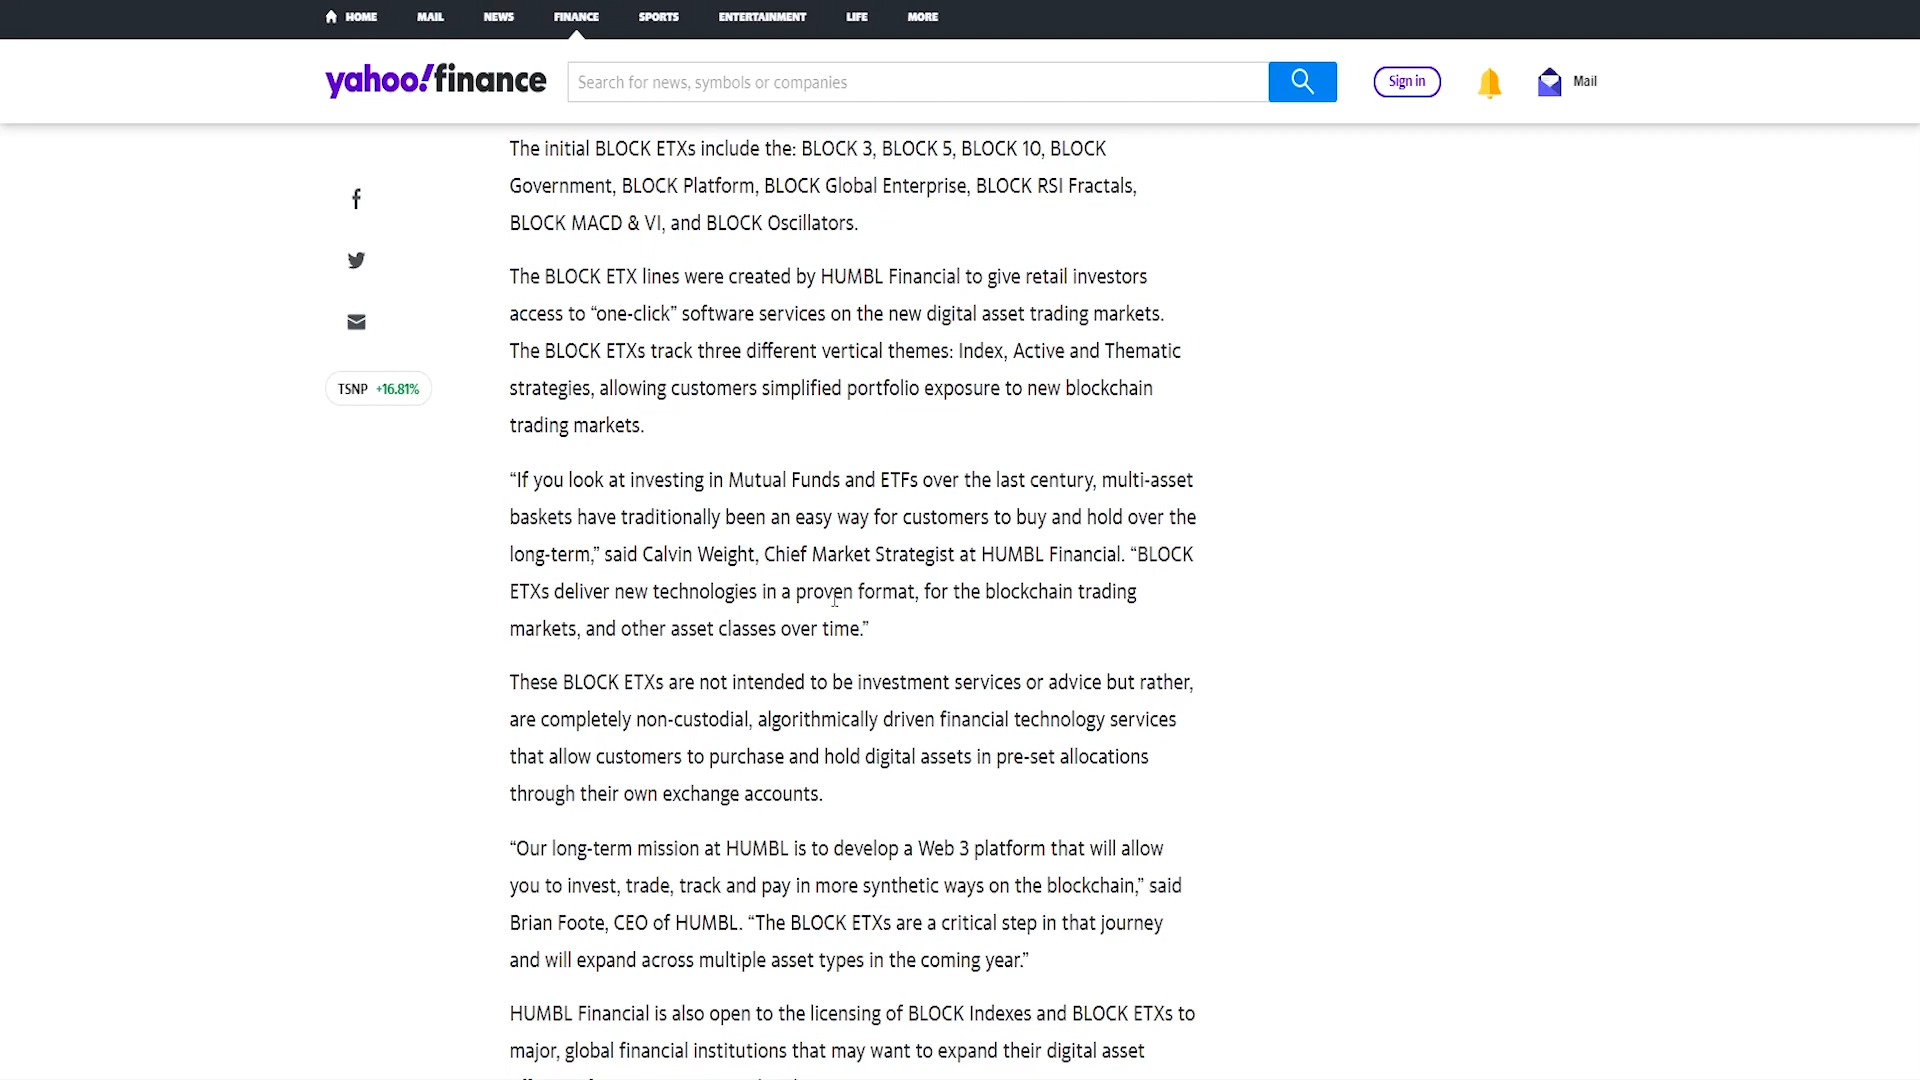 HOME MAIL NEWS FINANCE SPORTS ENTERTAINMENT LIFE MORE
yahoo!finance Search for news, symbols or companies Sign in Mail
The initial BLOCK ETXs include the: BLOCK 3, BLOCK 5, BLOCK 10, BLOCK
Government, BLOCK Platform, BLOCK Global Enterprise, BLOCK RSI Fractals,
BLOCK MACD & VI, and BLOCK Oscillators.
The BLOCK ETX lines were created by HUMBL Financial to give retail investors
access to “one-click” software services on the new digital asset trading markets.
The BLOCK ETXs track three different vertical themes: Index, Active and Thematic
TSNP +16.81%
strategies, allowing customers simplified portfolio exposure to new blockchain
trading markets.
“If you look at investing in Mutual Funds and ETFs over the last century, multi-asset
baskets have traditionally been an easy way for customers to buy and hold over the
long-term,” said Calvin Weight, Chief Market Strategist at HUMBL Financial. “BLOCK
ETXs deliver new technologies in a proven format, for the blockchain trading
markets, and other asset classes over time.”
These BLOCK ETXs are not intended to be investment services or advice but rather,
are completely non-custodial, algorithmically driven financial technology services
that allow customers to purchase and hold digital assets in pre-set allocations
through their own exchange accounts.
“Our long-term mission at HUMBL is to develop a Web 3 platform that will allow
you to invest, trade, track and pay in more synthetic ways on the blockchain,” said
Brian Foote, CEO of HUMBL. “The BLOCK ETXs are a critical step in that journey
and will expand across multiple asset types in the coming year.”
HUMBL Financial is also open to the licensing of BLOCK Indexes and BLOCK ETXs to
major, global financial institutions that may want to expand their digital asset